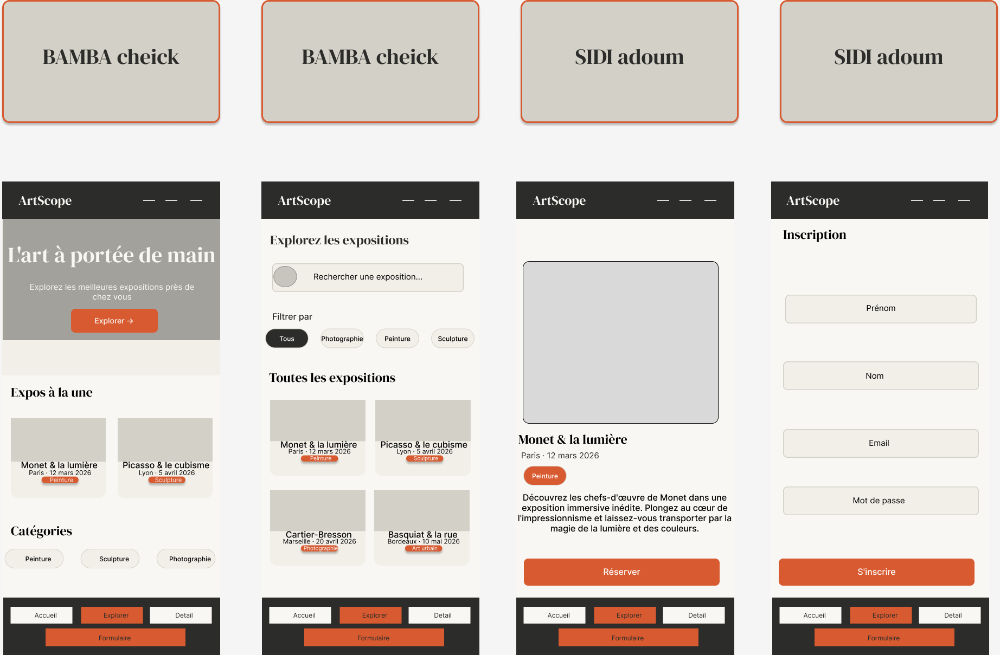 BAMBA cheick
BAMBA cheick
SIDI adoum
SIDI adoum
ArtScope
L'art à portée de main
Explorez les meilleures expositions près de
chez vous
Explorer →
Expos à la une
Monet & la lumière
Paris · 12 mars 2026
Peinture
Picasso & le cubisme
Lyon · 5 avril 2026
Sculpture
Catégories
Peinture
Sculpture
Photographie
Accueil
Explorer
Detail
Formulaire
ArtScope
Explorez les expositions
Rechercher une exposition...
Filtrer par
Tous
Photographie
Peinture
Sculpture
Toutes les expositions
Monet & la lumière
Paris · 12 mars 2026
Peinture
Picasso & le cubisme
Lyon · 5 avril 2026
Sculpture
Cartier-Bresson
Marseille · 20 avril 2026
Photographie
Basquiat & la rue
Bordeaux · 10 mai 2026
Art urbain
Accueil
Explorer
Detail
Formulaire
ArtScope
Monet & la lumière
Paris · 12 mars 2026
Peinture
Découvrez les chefs-d'œuvre de Monet dans une
exposition immersive inédite. Plongez au cœur de
l'impressionnisme et laissez-vous transporter par la
magie de la lumière et des couleurs.
Réserver
Accueil
Explorer
Detail
Formulaire
ArtScope
Inscription
Prénom
Nom
Email
Mot de passe
S'inscrire
Accueil
Explorer
Detail
Formulaire